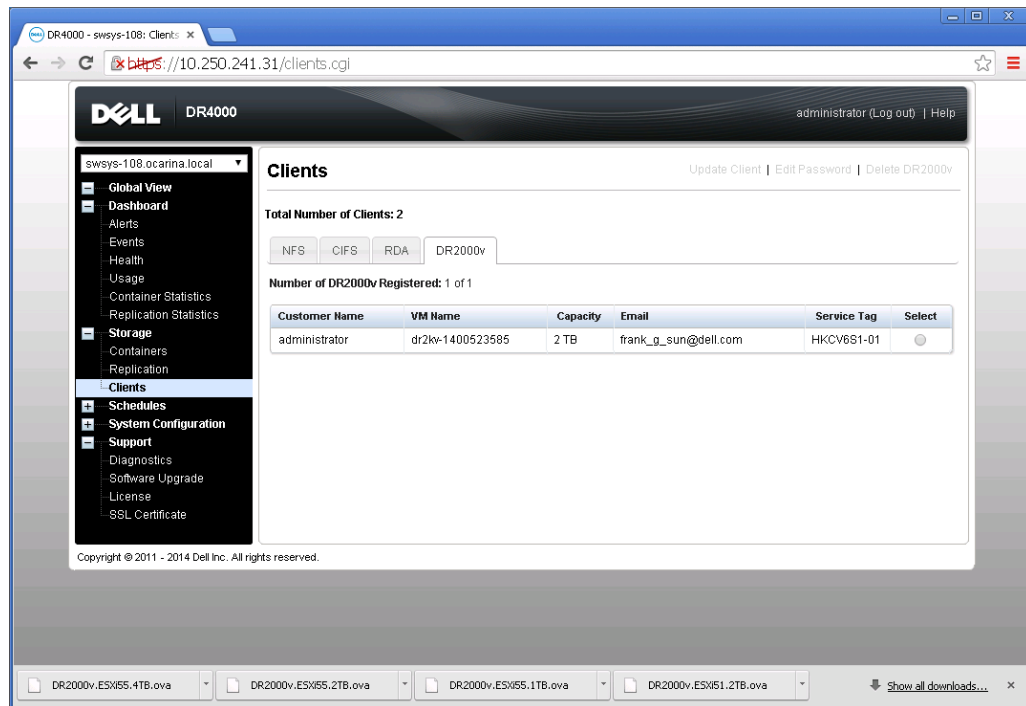 DR4000 - swsys-108: Clients
https://10.250.241.31/clients.cgi
DELL DR4000
administrator (Log out) | Help
swsys-108.ocarina.local
Global View
Dashboard
Alerts
Events
Health
Usage
Container Statistics
Replication Statistics
Storage
Containers
Replication
Clients
Schedules
System Configuration
Support
Diagnostics
Software Upgrade
License
SSL Certificate
Clients
Update Client | Edit Password | Delete DR2000v
Total Number of Clients: 2
NFS CIFS RDA DR2000v
Number of DR2000v Registered: 1 of 1
Customer Name VM Name Capacity Email Service Tag Select
administrator dr2kv-1400523585 2 TB frank_g_sun@dell.com HKCV6S1-01
Copyright © 2011 - 2014 Dell Inc. All rights reserved.
DR2000v.ESXi55.4TB.ova DR2000v.ESXi55.2TB.ova DR2000v.ESXi55.1TB.ova DR2000v.ESXi51.2TB.ova Show all downloads...